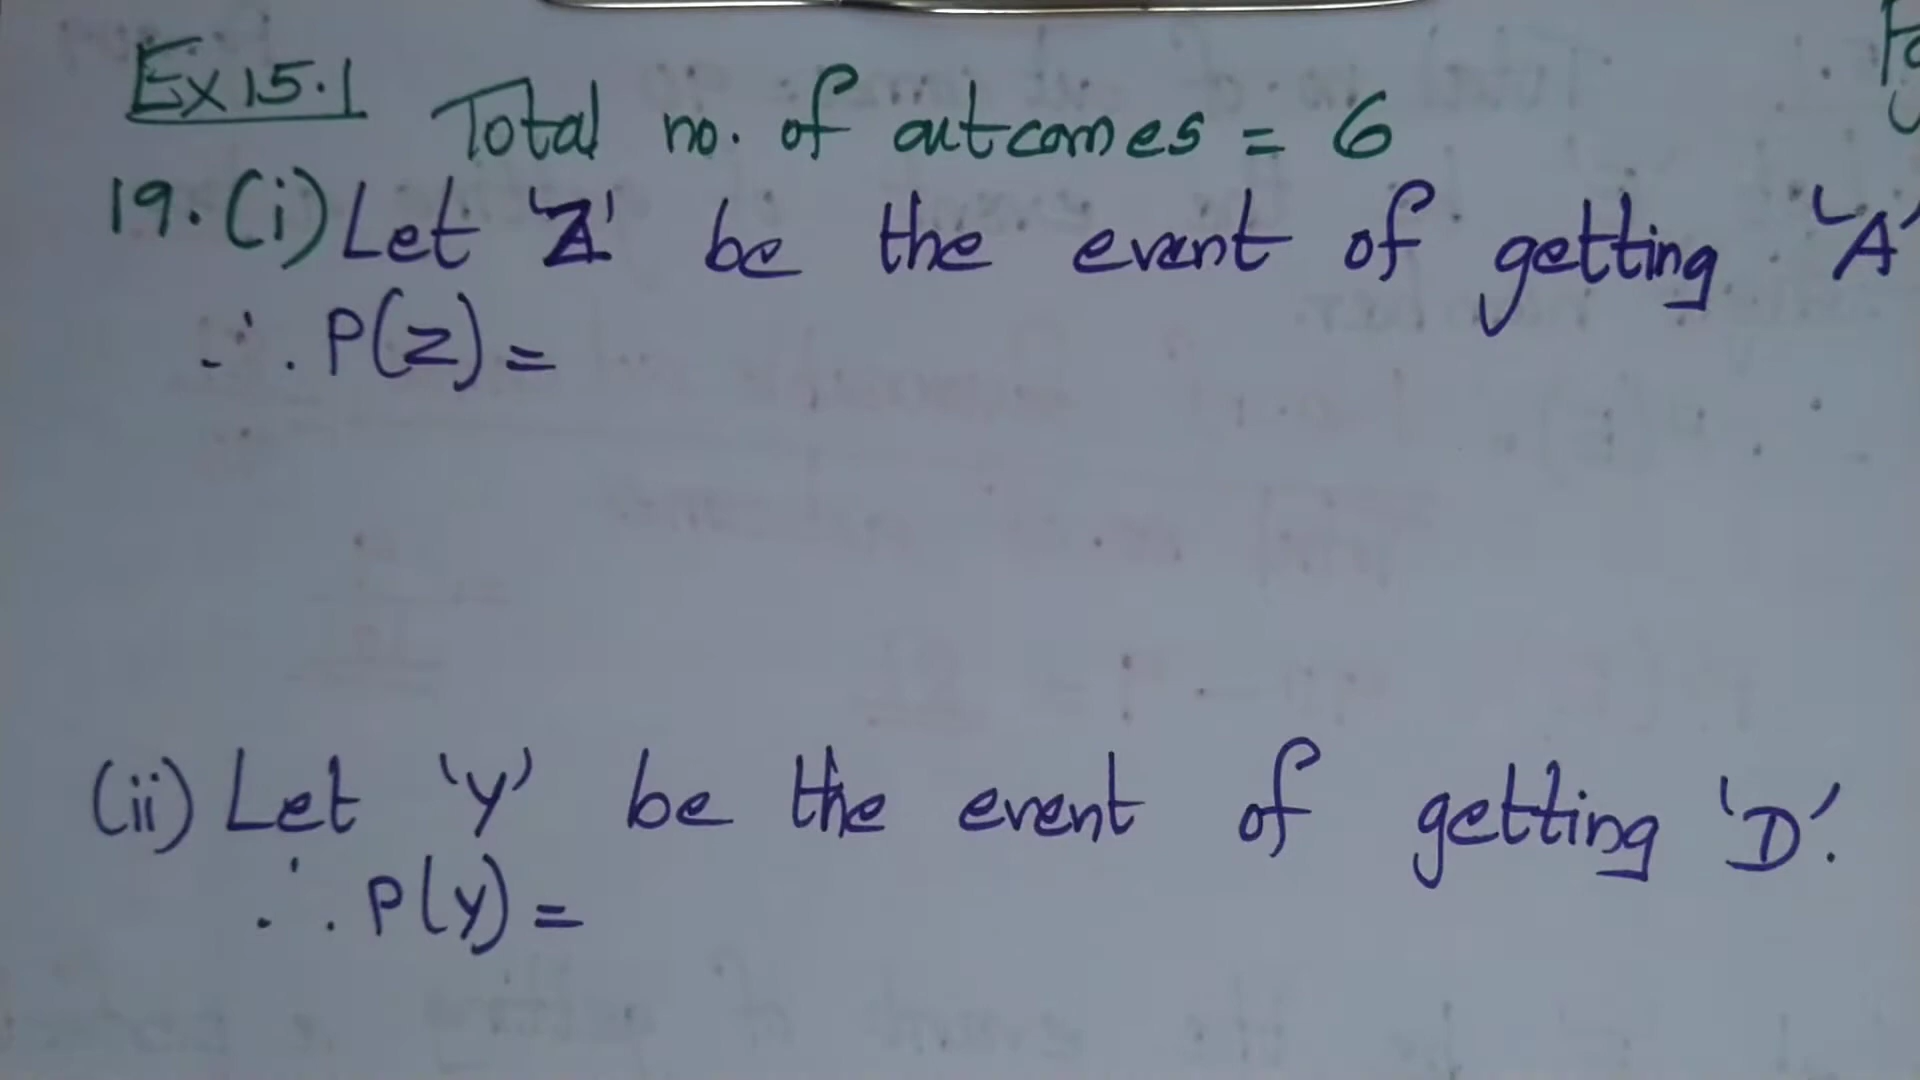 Ex 15.1
Total no. of outcomes = 6
19. (i) Let 'Z' be the event of getting 'A'
∴ P(Z) =
(ii) Let 'Y' be the event of getting 'D'.
∴ P(Y) =